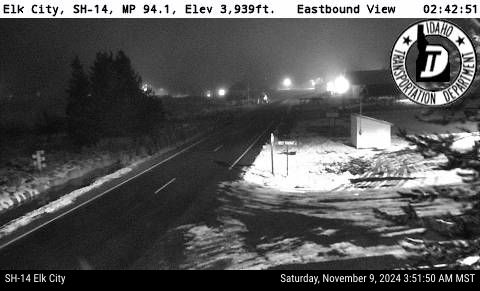 Elk City, SH-14, MP 94.1, Elev 3,939ft.   Eastbound View   02:42:51
IDAHO
TRANSPORTATION DEPARTMENT
SH-14 Elk City
Saturday, November 9, 2024 3:51:50 AM MST